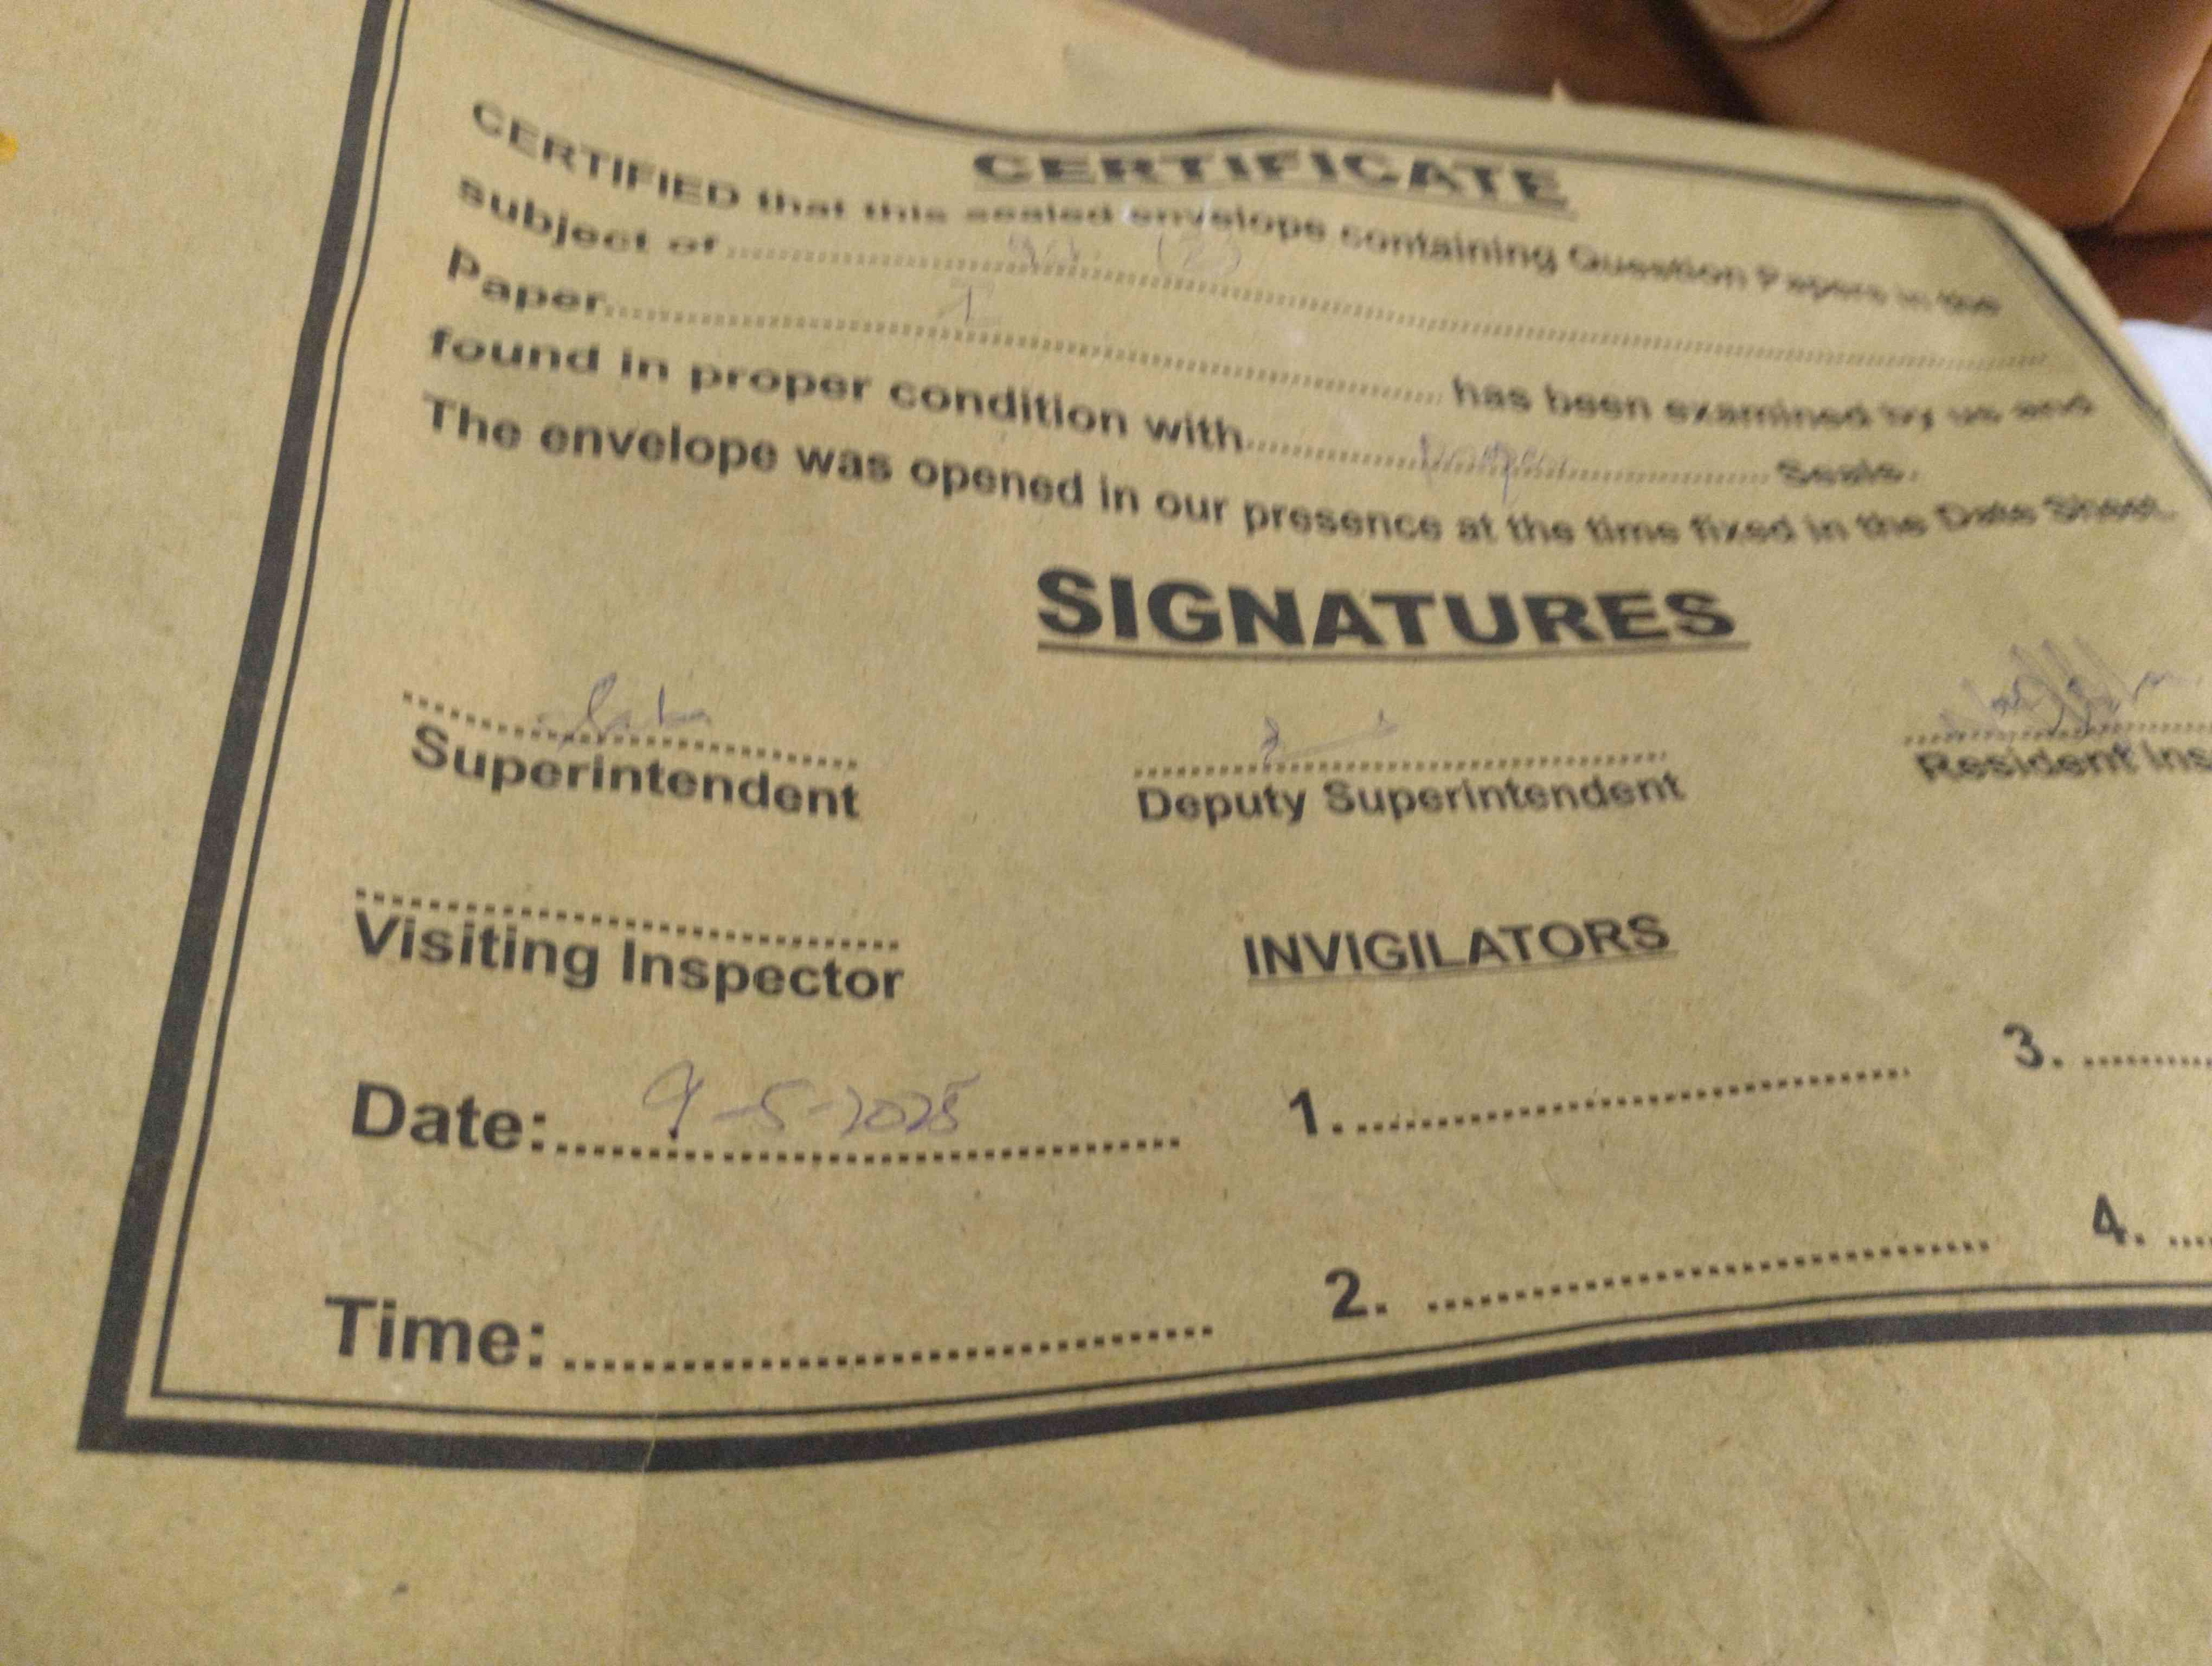 CERTIFICATE
CERTIFIED that this sealed envelope containing Question Papers in the
Subject of ........................................
Paper........................I........................ has been examined by us and
found in proper condition with............proper............ Seals.
The envelope was opened in our presence at the time fixed in the Date Sheet.
SIGNATURES
Superintendent Deputy Superintendent Resident Ins
Visiting Inspector INVIGILATORS
Date: 9-5-2025 1. ........................ 3. ........
Time: ........................ 2. ........................ 4. ....